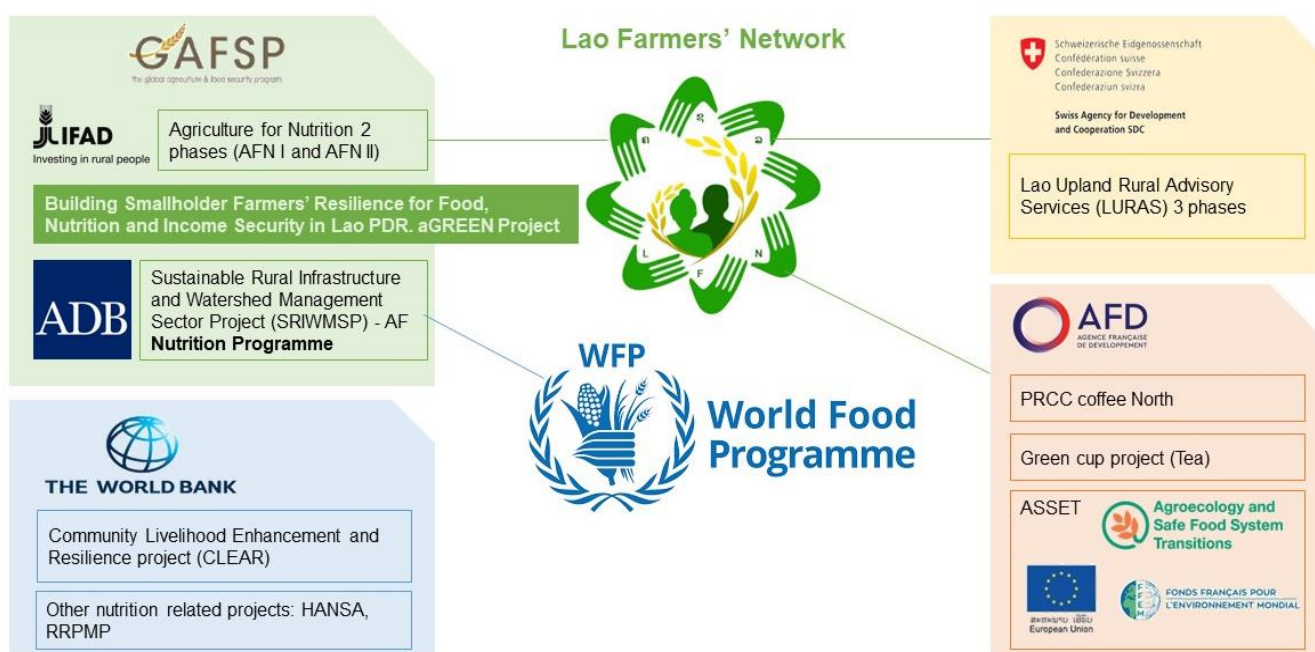 GAFSP
the global agriculture & food security program
IFAD
Investing in rural people
Agriculture for Nutrition 2
phases (AFN I and AFN II)
Building Smallholder Farmers’ Resilience for Food,
Nutrition and Income Security in Lao PDR. aGREEN Project
ADB
Sustainable Rural Infrastructure
and Watershed Management
Sector Project (SRIWMSP) - AF
Nutrition Programme
THE WORLD BANK
Community Livelihood Enhancement and
Resilience project (CLEAR)
Other nutrition related projects: HANSA,
RRPMP
Lao Farmers’ Network
ຄ
ຊ
ລ
L
F
N
WFP
World Food
Programme
Schweizerische Eidgenossenschaft
Confédération suisse
Confederazione Svizzera
Confederaziun svizra
Swiss Agency for Development
and Cooperation SDC
Lao Upland Rural Advisory
Services (LURAS) 3 phases
AFD
AGENCE FRANÇAISE
DE DÉVELOPPEMENT
PRCC coffee North
Green cup project (Tea)
ASSET
Agroecology and
Safe Food System
Transitions
European Union
FFEM
FONDS FRANÇAIS POUR
L'ENVIRONNEMENT MONDIAL